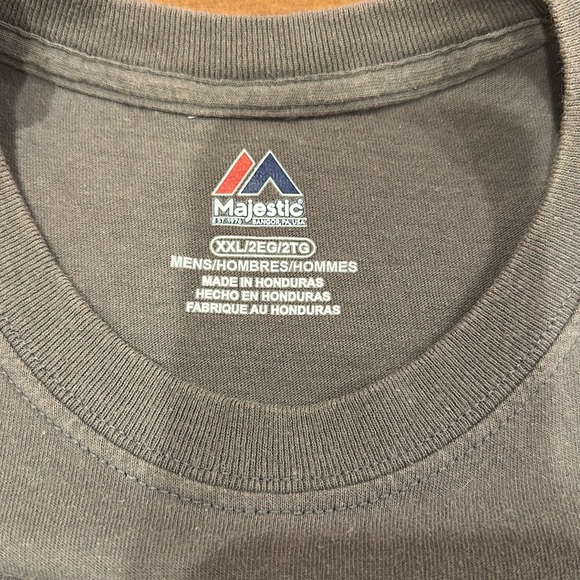 Majestic®
EST. 1976 BANGOR, PA, USA
XXL/2EG/2TG
MENS/HOMBRES/HOMMES
MADE IN HONDURAS
HECHO EN HONDURAS
FABRIQUE AU HONDURAS